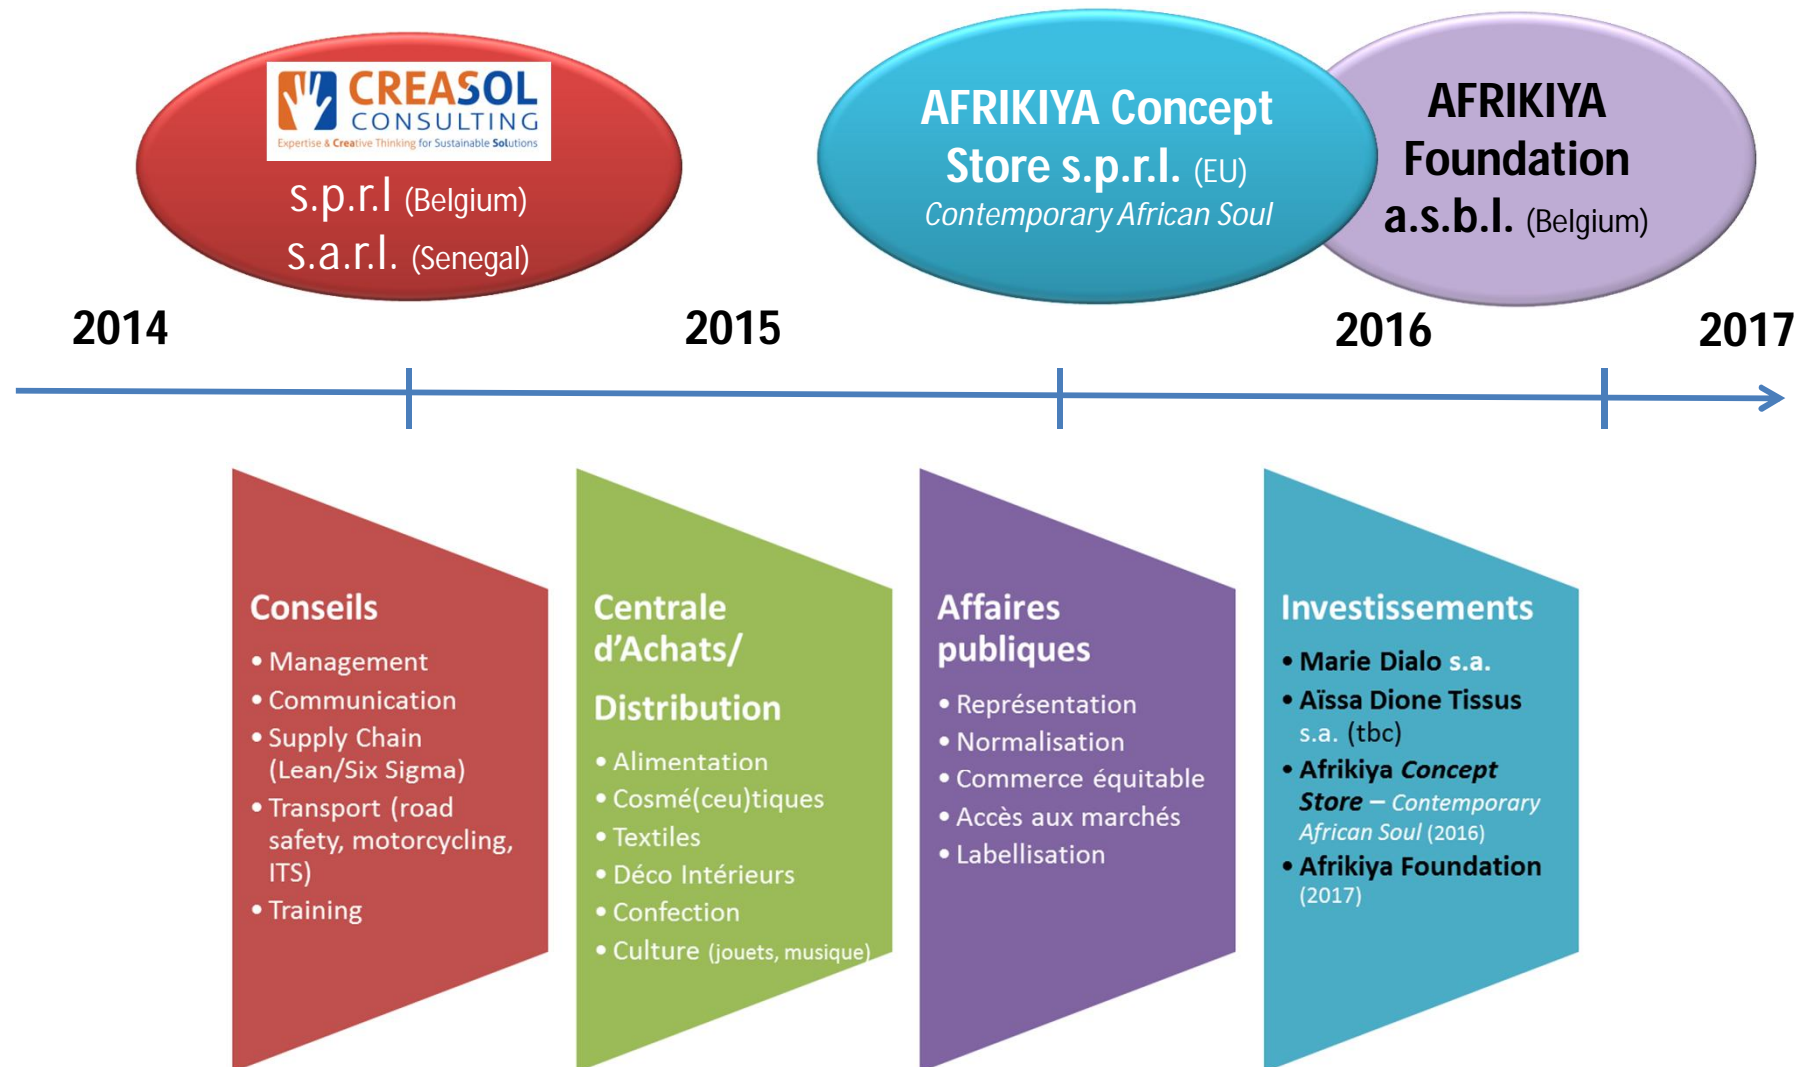 CREASOL
CONSULTING
Expertise & Creative Thinking for Sustainable Solutions
s.p.r.l (Belgium)
s.a.r.l. (Senegal)
AFRIKIYA Concept
Store s.p.r.l. (EU)
Contemporary African Soul
AFRIKIYA
Foundation
a.s.b.l. (Belgium)
2014
2015
2016
2017
Conseils
• Management
• Communication
• Supply Chain
(Lean/Six Sigma)
• Transport (road
safety, motorcycling,
ITS)
• Training
Centrale
d'Achats/
Distribution
• Alimentation
• Cosmé(ceu)tiques
• Textiles
• Déco Intérieurs
• Confection
• Culture (jouets, musique)
Affaires
publiques
• Représentation
• Normalisation
• Commerce équitable
• Accès aux marchés
• Labellisation
Investissements
• Marie Dialo s.a.
• Aïssa Dione Tissus
s.a. (tbc)
• Afrikiya Concept
Store – Contemporary
African Soul (2016)
• Afrikiya Foundation
(2017)